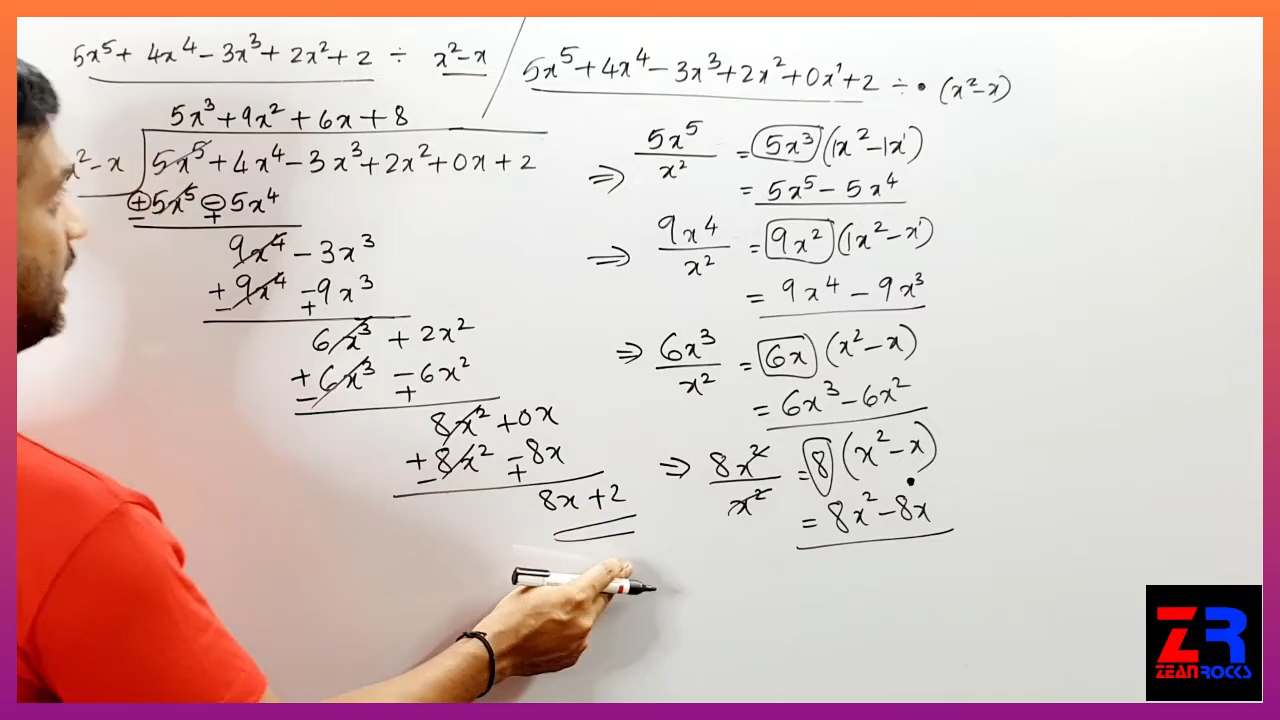 5x⁵ + 4x⁴ – 3x³ + 2x² + 2 ÷ x² – x
5x³ + 9x² + 6x + 8
x² – x ) 5x⁵ + 4x⁴ – 3x³ + 2x² + 0x + 2
+ 5x⁵ – 5x⁴
– +
9x⁴ – 3x³
+ 9x⁴ – 9x³
– +
6x³ + 2x²
+ 6x³ – 6x²
– +
8x² + 0x
+ 8x² – 8x
– +
8x + 2
5x⁵ + 4x⁴ – 3x³ + 2x² + 0x¹ + 2 ÷ (x² – x)
⇒ 5x⁵/x² = 5x³ (1x² – 1x¹)
= 5x⁵ – 5x⁴
⇒ 9x⁴/x² = 9x² (1x² – x¹)
= 9x⁴ – 9x³
⇒ 6x³/x² = 6x (x² – x)
= 6x³ – 6x²
⇒ 8x²/x² = 8 (x² – x)
= 8x² – 8x
ZR
ZEAN ROCKS